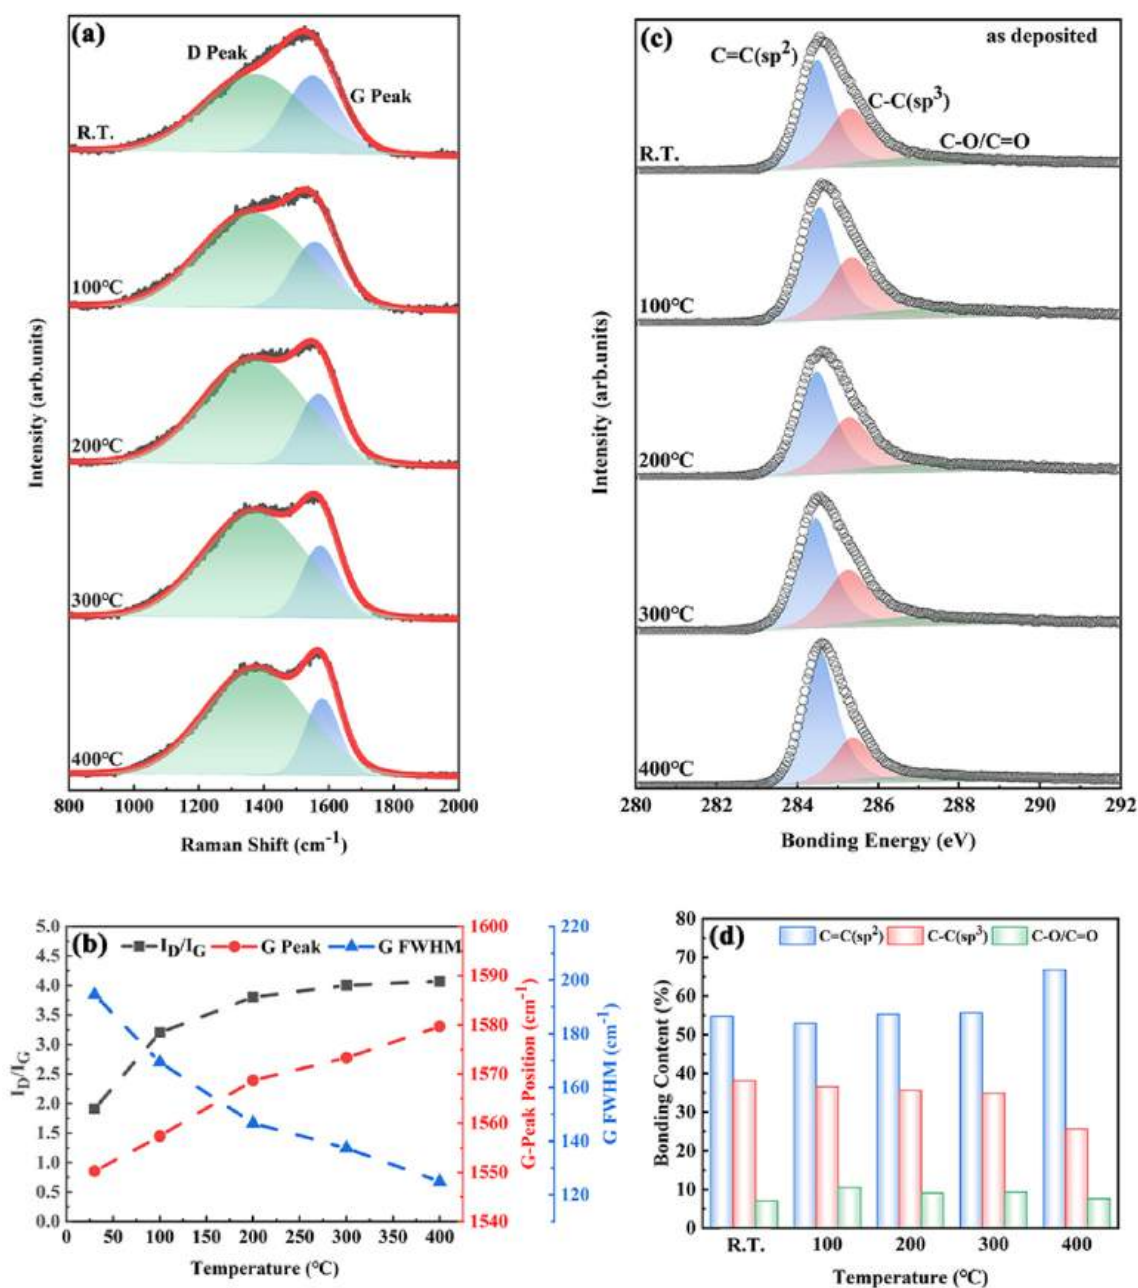 (a)
D Peak
G Peak
R.T.
100℃
200℃
300℃
400℃
Intensity (arb.units)
800 1000 1200 1400 1600 1800 2000
Raman Shift (cm-1)
(c)
as deposited
C=C(sp2)
C-C(sp3)
C-O/C=O
R.T.
100℃
200℃
300℃
400℃
Intensity (arb.units)
280 282 284 286 288 290 292
Bonding Energy (eV)
(b)
ID/IG G Peak G FWHM
5.0
4.5
4.0
3.5
3.0
2.5
2.0
1.5
1.0
0.5
0.0
ID/IG
1600
1590
1580
1570
1560
1550
1540
G-Peak Position (cm-1)
220
200
180
160
140
120
G FWHM (cm-1)
0 50 100 150 200 250 300 350 400
Temperature (℃)
(d)
C=C(sp2) C-C(sp3) C-O/C=O
80
70
60
50
40
30
20
10
0
Bonding Content (%)
R.T. 100 200 300 400
Temperature (℃)